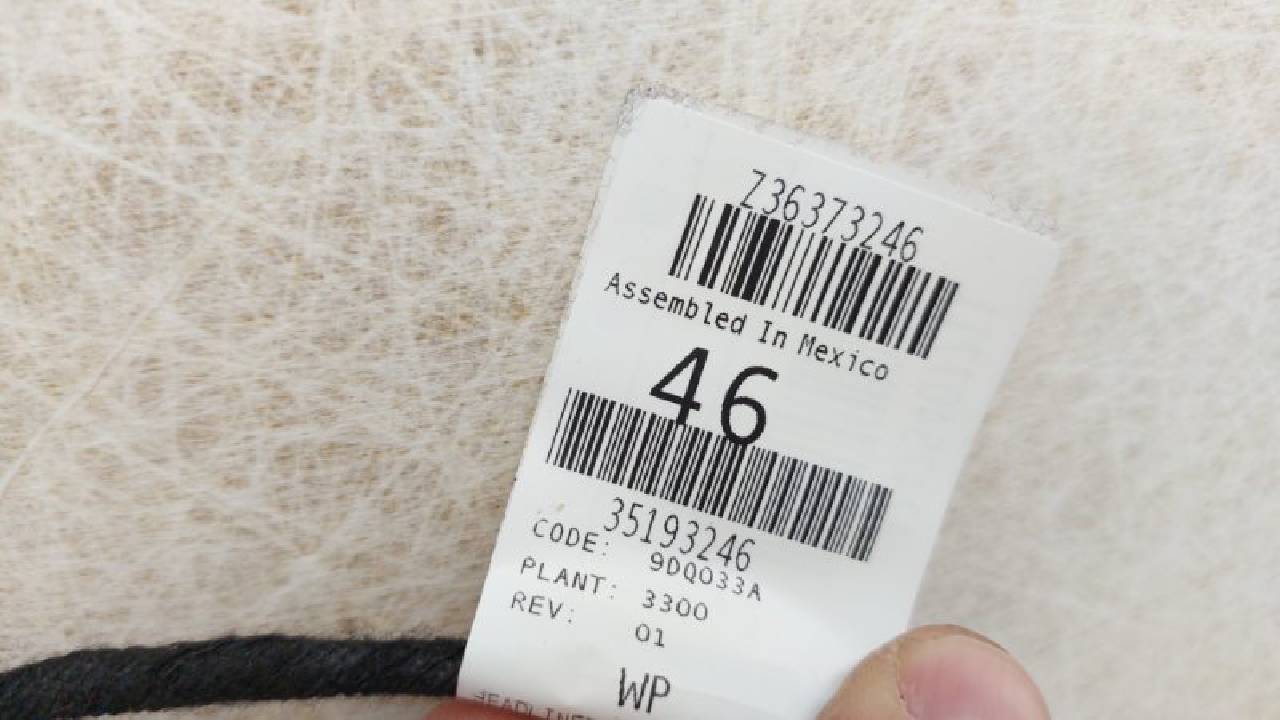 Z36373246
Assembled In Mexico
46
35193246
CODE: 9DQ033A
PLANT: 3300
REV: 01
WP